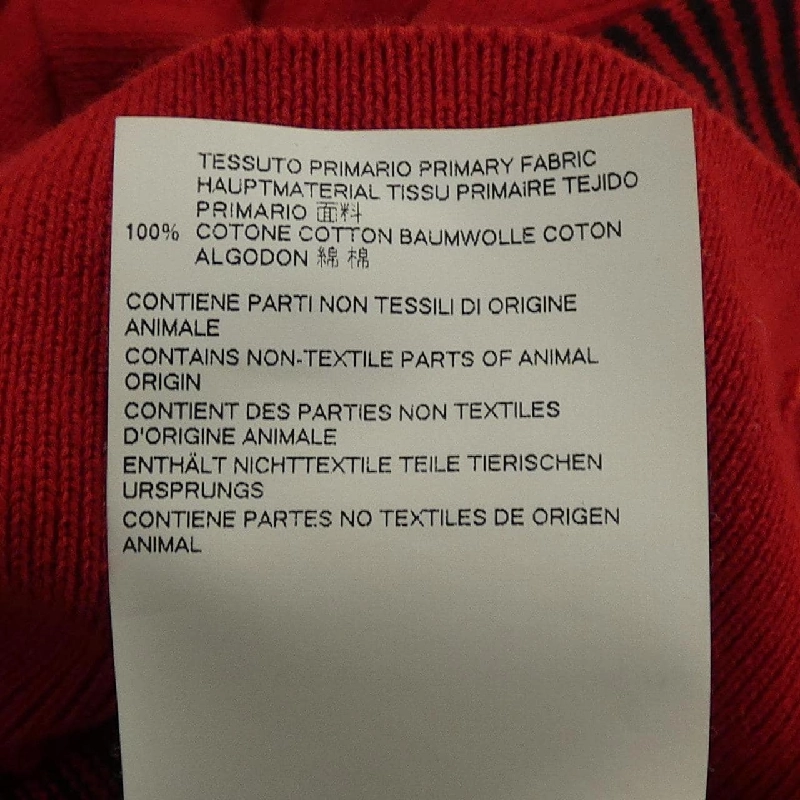 TESSUTO PRIMARIO PRIMARY FABRIC
HAUPTMATERIAL TISSU PRIMAiRE TEJIDO
PRIMARIO 面料
100% COTONE COTTON BAUMWOLLE COTON
ALGODON 綿 棉
CONTIENE PARTI NON TESSILI DI ORIGINE
ANIMALE
CONTAINS NON-TEXTILE PARTS OF ANIMAL
ORIGIN
CONTIENT DES PARTIES NON TEXTILES
D'ORIGINE ANIMALE
ENTHÄLT NICHTTEXTILE TEILE TIERISCHEN
URSPRUNGS
CONTIENE PARTES NO TEXTILES DE ORIGEN
ANIMAL